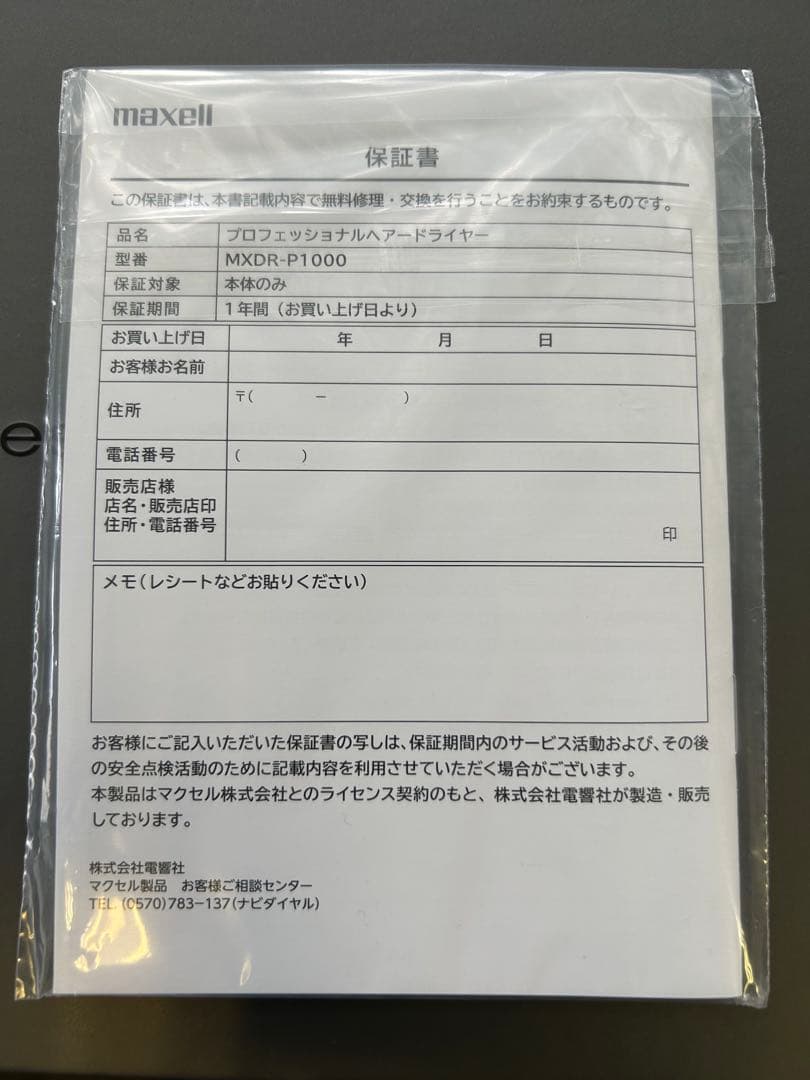 maxell
保証書
この保証書は、本書記載内容で無料修理・交換を行うことをお約束するものです。
品名 プロフェッショナルヘアードライヤー
型番 MXDR-P1000
保証対象 本体のみ
保証期間 1年間（お買い上げ日より）
お買い上げ日 年 月 日
お客様お名前
住所 〒( － )
電話番号 ( )
販売店様
店名・販売店印
住所・電話番号
印
メモ（レシートなどお貼りください）
お客様にご記入いただいた保証書の写しは、保証期間内のサービス活動および、その後
の安全点検活動のために記載内容を利用させていただく場合がございます。
本製品はマクセル株式会社とのライセンス契約のもと、株式会社電響社が製造・販売
しております。
株式会社電響社
マクセル製品 お客様ご相談センター
TEL. (0570)783-137(ナビダイヤル)
e